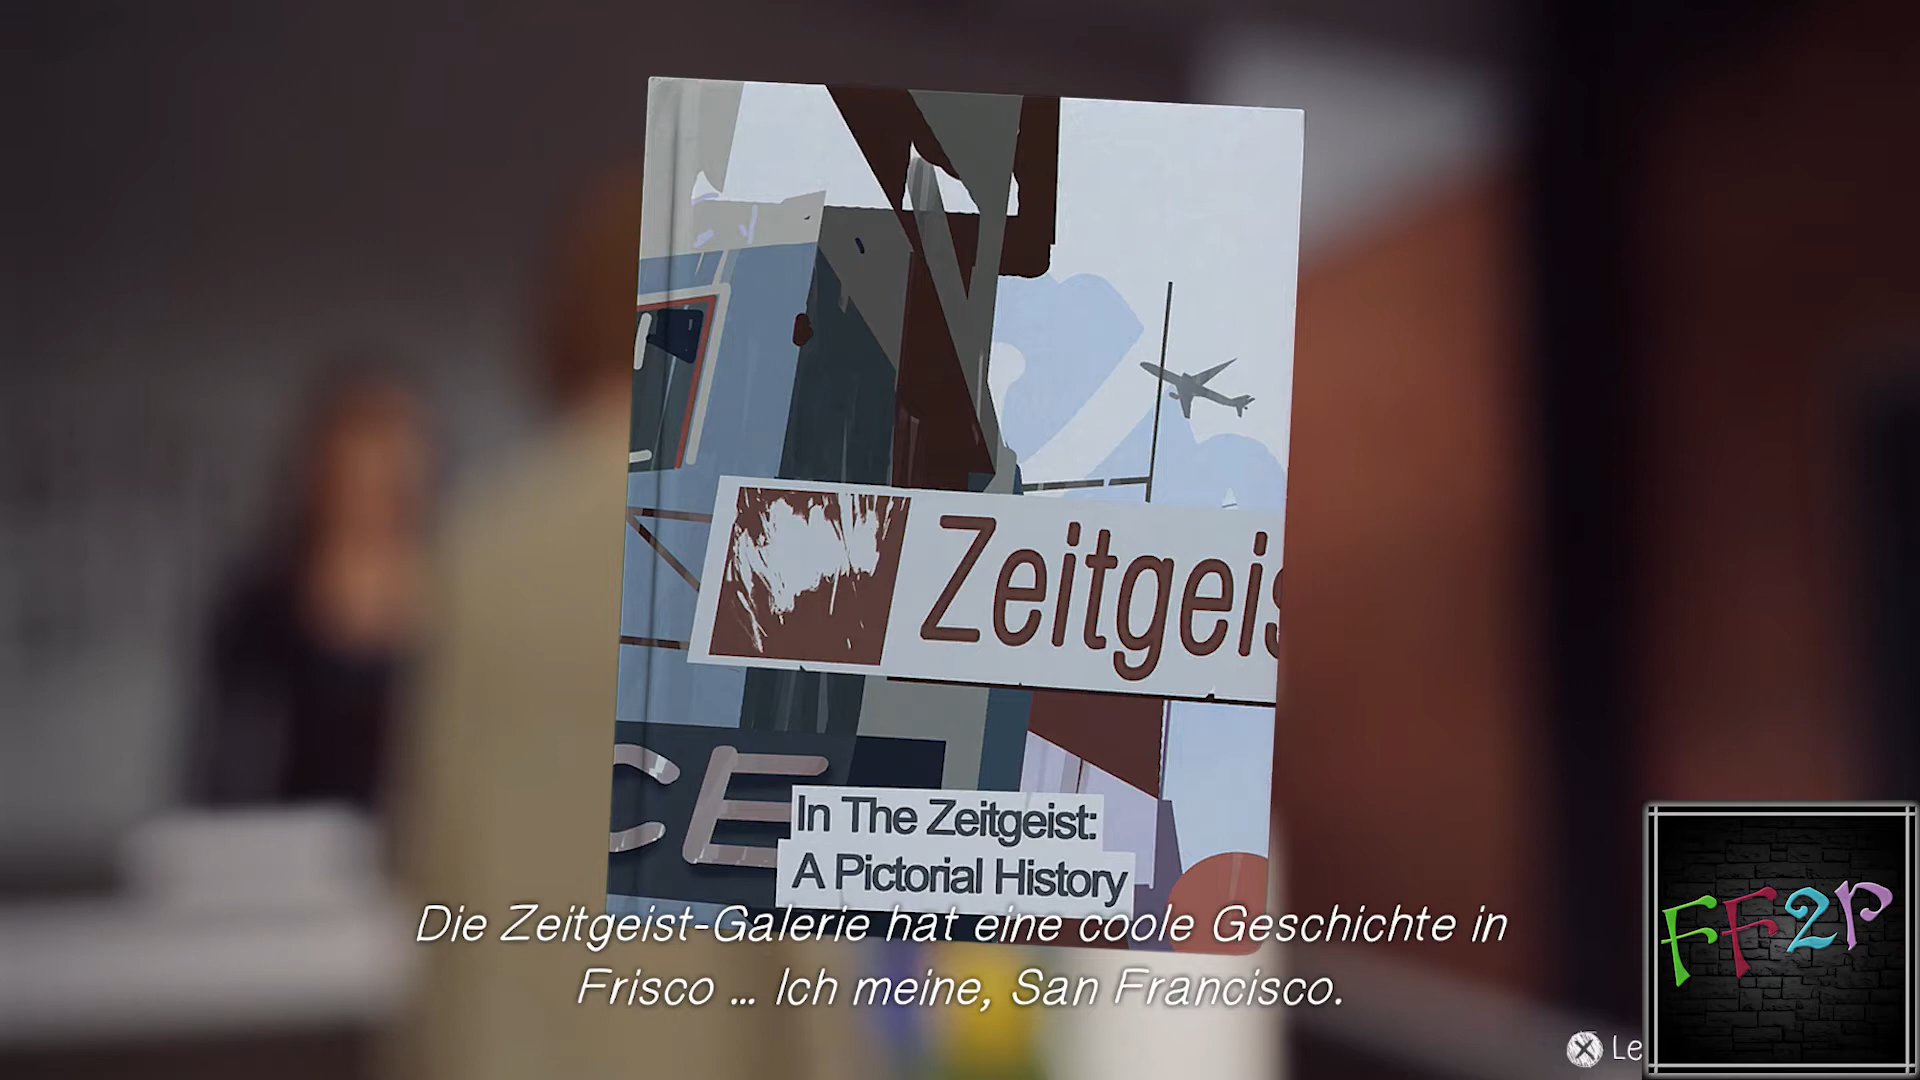 Zeitgeis
CE
In The Zeitgeist:
A Pictorial History
Die Zeitgeist-Galerie hat eine coole Geschichte in
Frisco ... Ich meine, San Francisco.
Le
FF2P